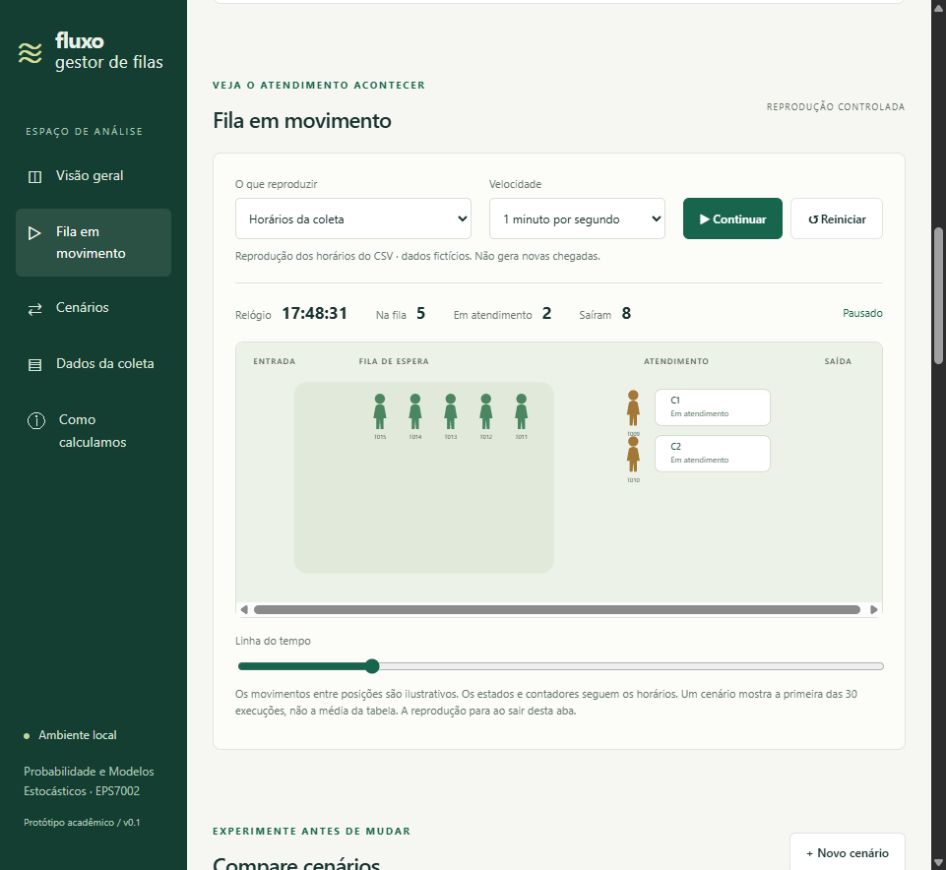 fluxo
gestor de filas
ESPAÇO DE ANÁLISE
Visão geral
Fila em
movimento
Cenários
Dados da coleta
Como
calculamos
Ambiente local
Probabilidade e Modelos
Estocásticos · EPS7002
Protótipo acadêmico / v0.1
VEJA O ATENDIMENTO ACONTECER
Fila em movimento
REPRODUÇÃO CONTROLADA
O que reproduzir
Velocidade
Horários da coleta
1 minuto por segundo
Continuar
Reiniciar
Reprodução dos horários do CSV · dados fictícios. Não gera novas chegadas.
Relógio 17:48:31 Na fila 5 Em atendimento 2 Saíram 8 Pausado
ENTRADA FILA DE ESPERA ATENDIMENTO SAÍDA
1015 1014 1013 1012 1011
C1
Em atendimento
1009
C2
Em atendimento
1010
Linha do tempo
Os movimentos entre posições são ilustrativos. Os estados e contadores seguem os horários. Um cenário mostra a primeira das 30
execuções, não a média da tabela. A reprodução para ao sair desta aba.
EXPERIMENTE ANTES DE MUDAR
Compare cenários
+ Novo cenário